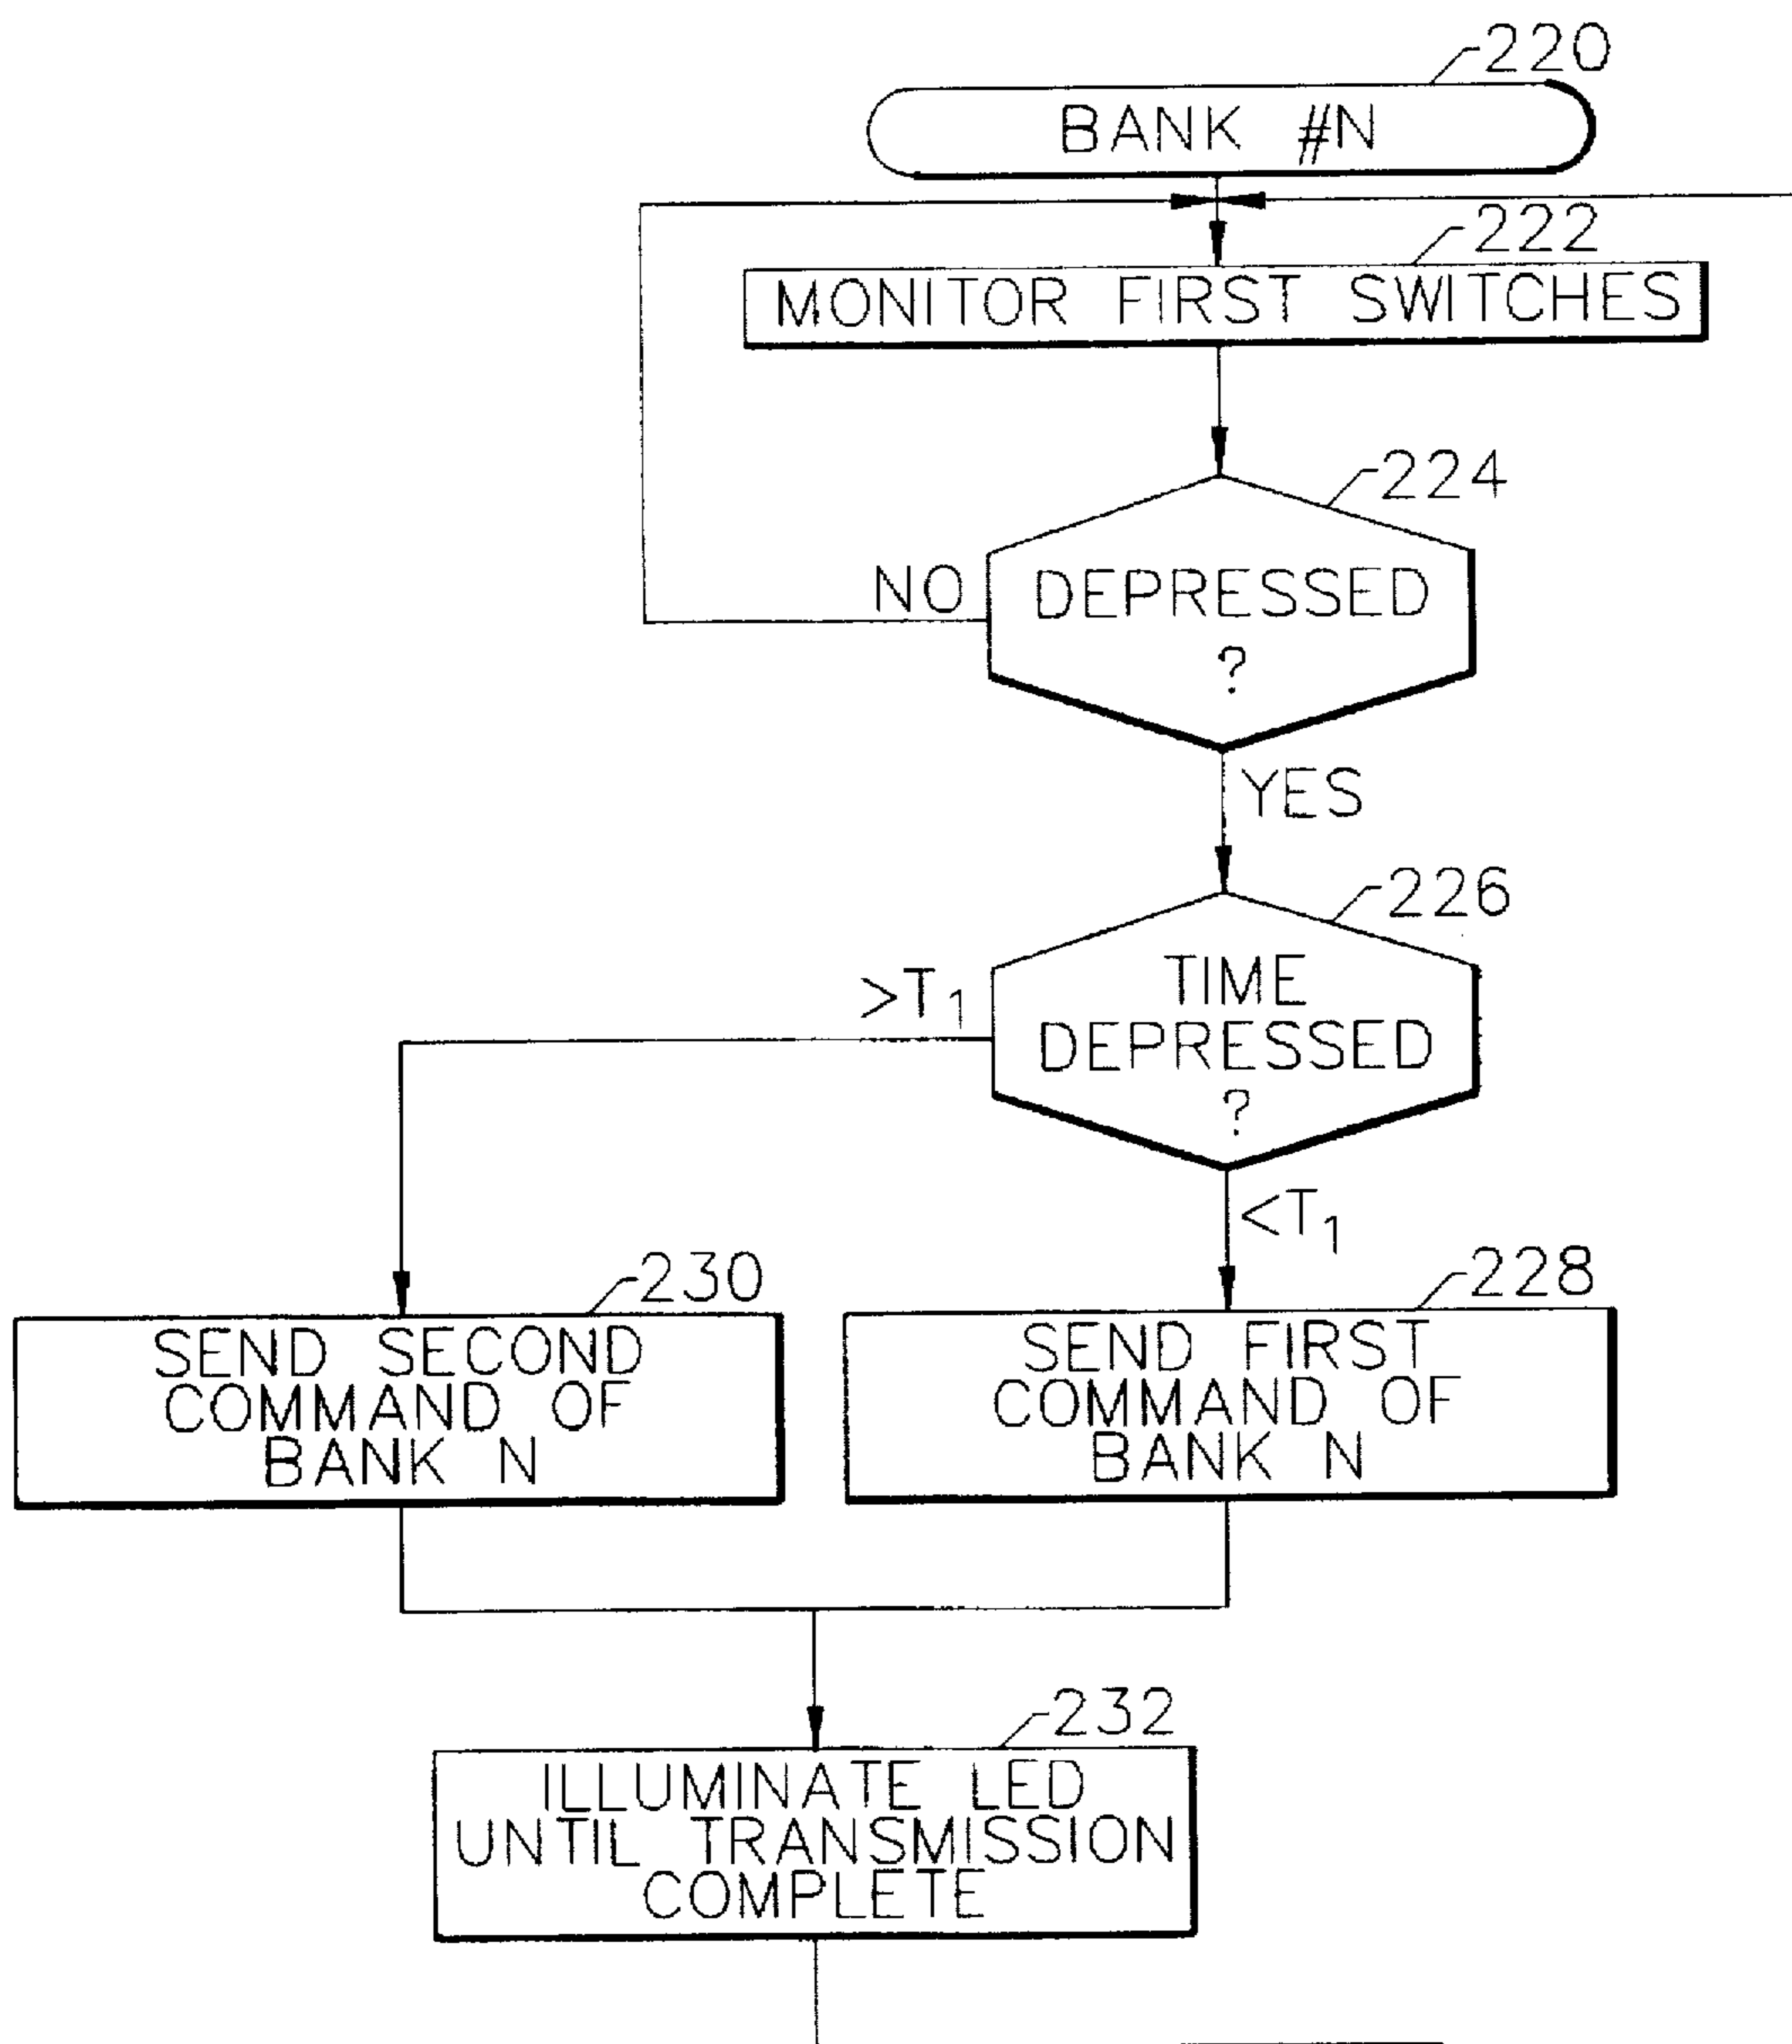 220
BANK #N
222
MONITOR FIRST SWITCHES
224
NO
DEPRESSED
?
YES
226
>T₁
TIME
DEPRESSED
?
<T₁
230
228
SEND SECOND
COMMAND OF
BANK N
SEND FIRST
COMMAND OF
BANK N
232
ILLUMINATE LED
UNTIL TRANSMISSION
COMPLETE